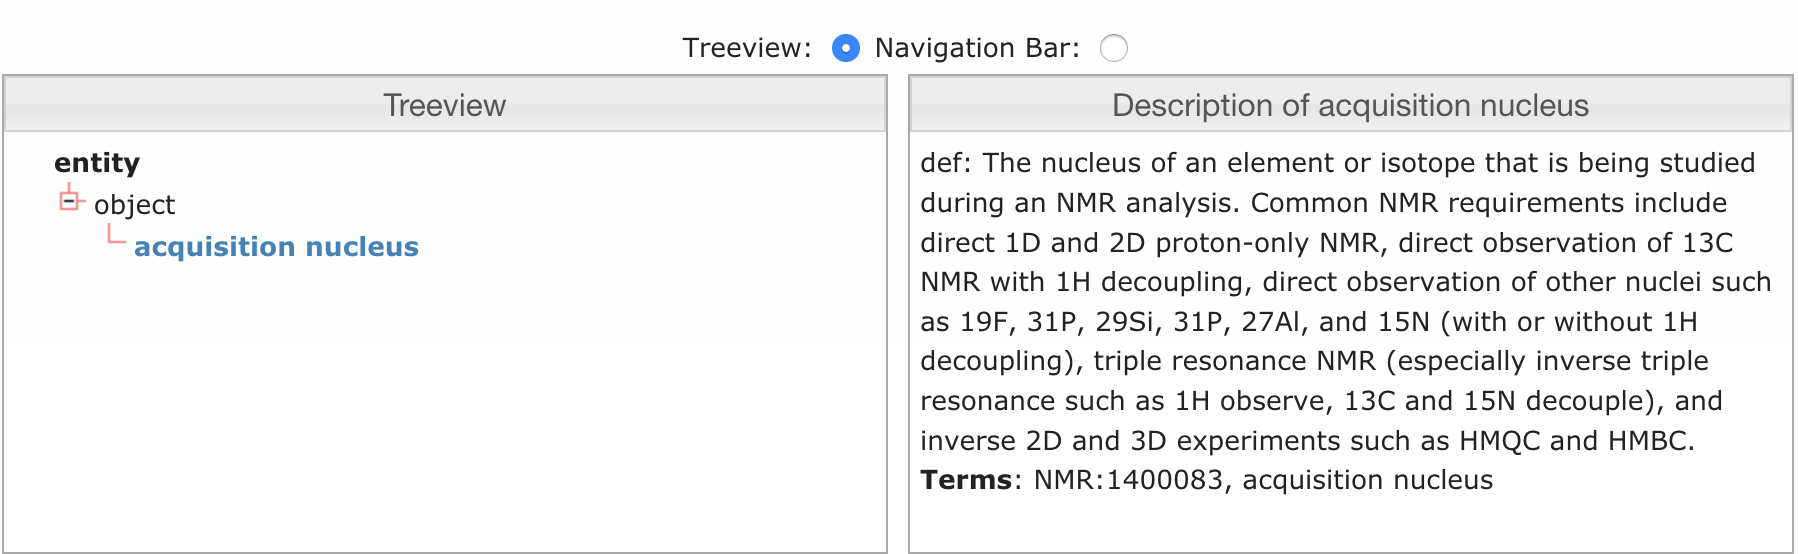 Treeview: Navigation Bar:
Treeview
entity
object
acquisition nucleus
Description of acquisition nucleus
def: The nucleus of an element or isotope that is being studied
during an NMR analysis. Common NMR requirements include
direct 1D and 2D proton-only NMR, direct observation of 13C
NMR with 1H decoupling, direct observation of other nuclei such
as 19F, 31P, 29Si, 31P, 27Al, and 15N (with or without 1H
decoupling), triple resonance NMR (especially inverse triple
resonance such as 1H observe, 13C and 15N decouple), and
inverse 2D and 3D experiments such as HMQC and HMBC.
Terms: NMR:1400083, acquisition nucleus